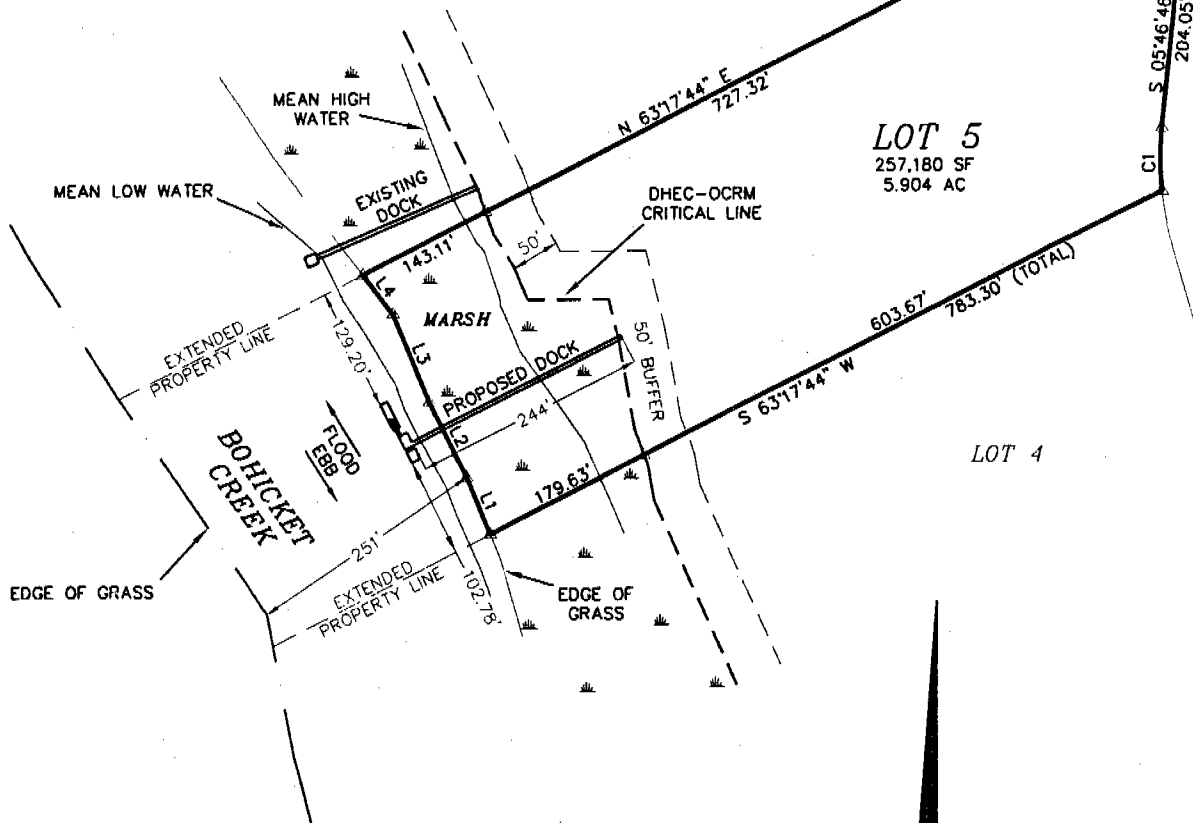 S 05°46'46
204.05'
N 63°17'44" E
727.32'
MEAN HIGH
WATER
LOT 5
257,180 SF
5.904 AC
C1
MEAN LOW WATER
EXISTING
DOCK
DHEC-OCRM
CRITICAL LINE
50'
143.11'
L4
MARSH
603.67'
783.30' (TOTAL)
S 63°17'44" W
EXTENDED
PROPERTY LINE
129.20'
L3
PROPOSED DOCK
50' BUFFER
244'
FLOOD
EBB
L2
LOT 4
BOHICKET
CREEK
L1
179.63'
251'
EDGE OF GRASS
EXTENDED
PROPERTY LINE
102.78'
EDGE OF
GRASS